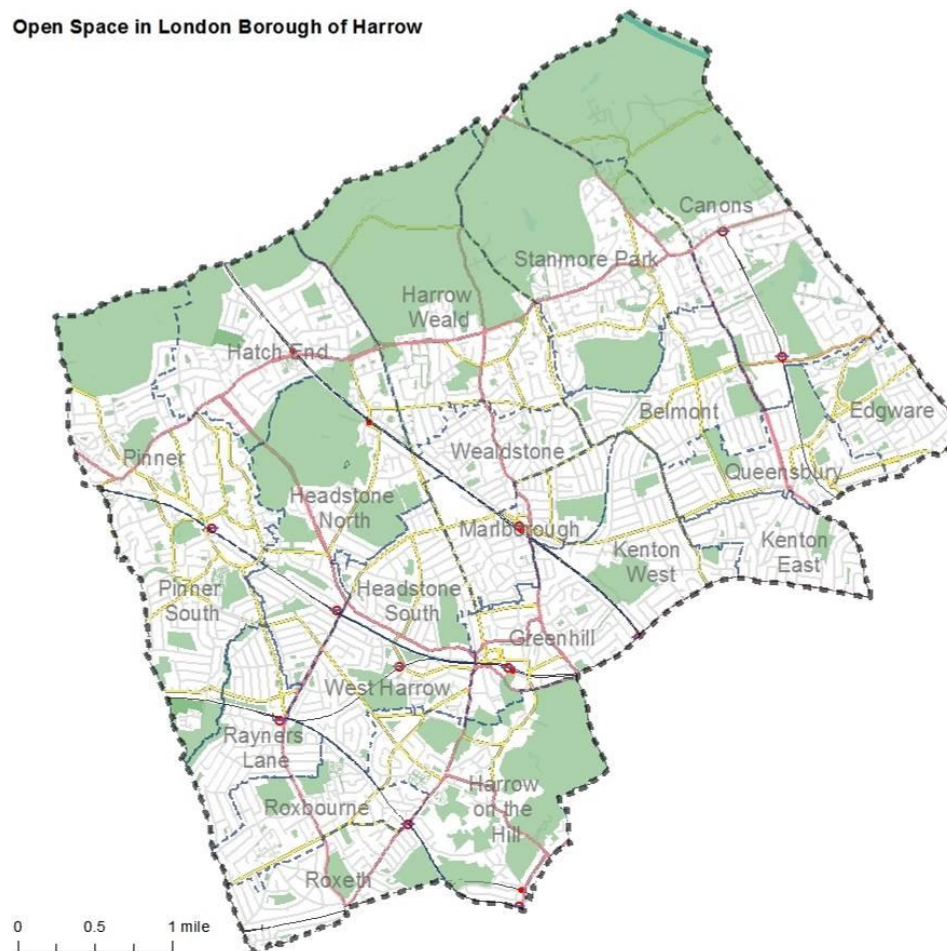 Open Space in London Borough of Harrow
Canons
Stanmore Park
Harrow
Weald
Hatch End
Belmont
Edgware
Pinner
Wealdstone
Queensbury
Headstone
North
Marlborough
Kenton
West
Kenton
East
Pinner
South
Headstone
South
Greenhill
West Harrow
Rayners
Lane
Roxbourne
Harrow
on the
Hill
Roxeth
0 0.5 1 mile